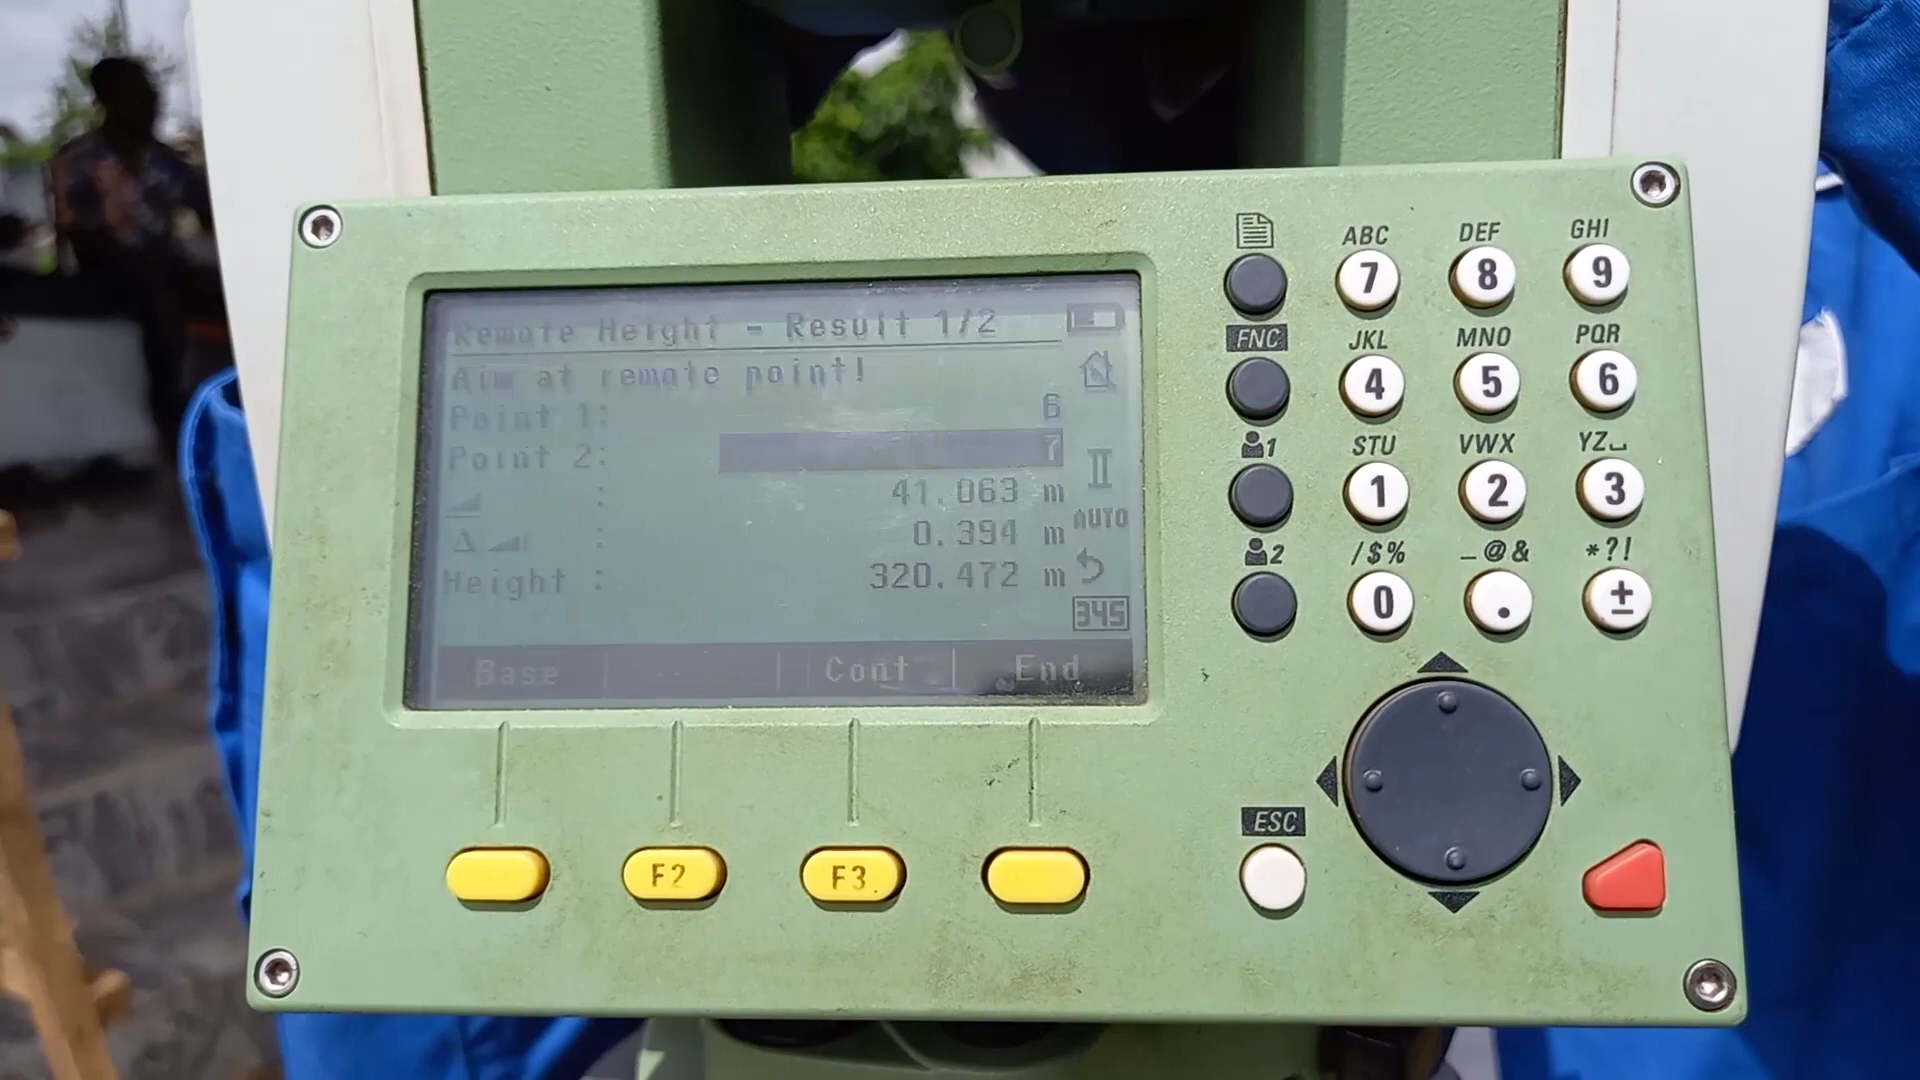 Remote Height - Result 1/2
Aim at remote point!
Point 1: 6
Point 2: 7
: 41.063 m
Δ : 0.394 m
Height : 320.472 m
II
AUTO
345
Base Cont End
F2 F3
FNC
1
2
ABC DEF GHI
7 8 9
JKL MNO PQR
4 5 6
STU VWX YZ⎵
1 2 3
/$% _@& *?!
0 . ±
ESC